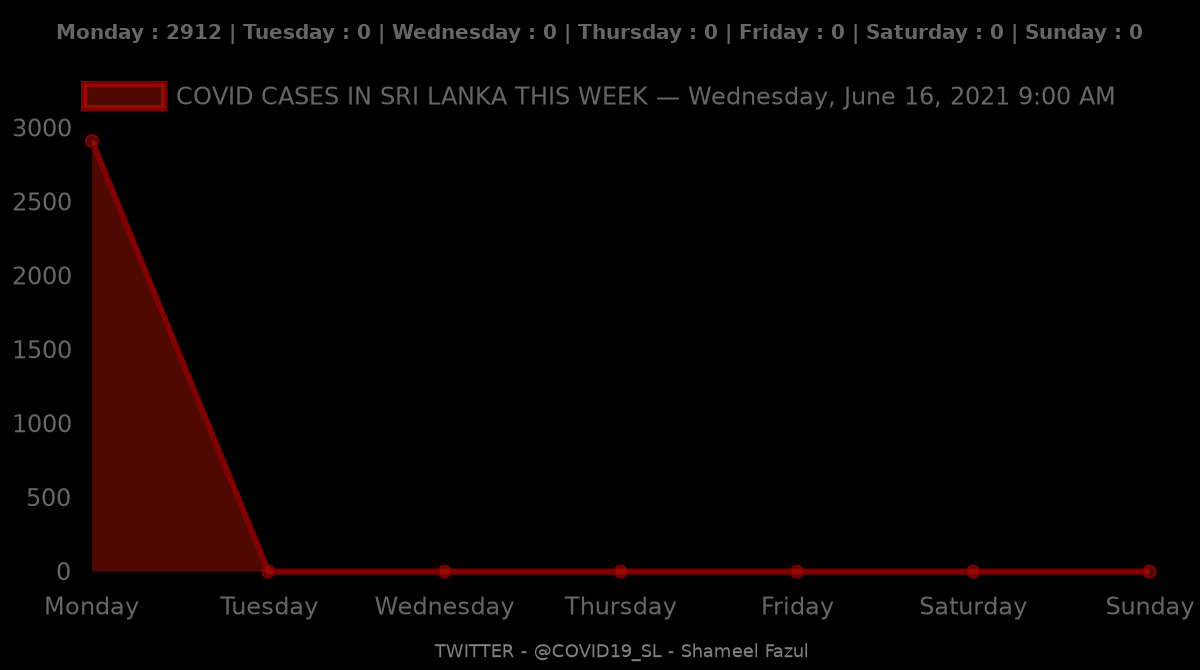 Monday : 2912 | Tuesday : 0 | Wednesday : 0 | Thursday : 0 | Friday : 0 | Saturday : 0 | Sunday : 0
COVID CASES IN SRI LANKA THIS WEEK — Wednesday, June 16, 2021 9:00 AM
3000
2500
2000
1500
1000
500
0
Monday Tuesday Wednesday Thursday Friday Saturday Sunday
TWITTER - @COVID19_SL - Shameel Fazul